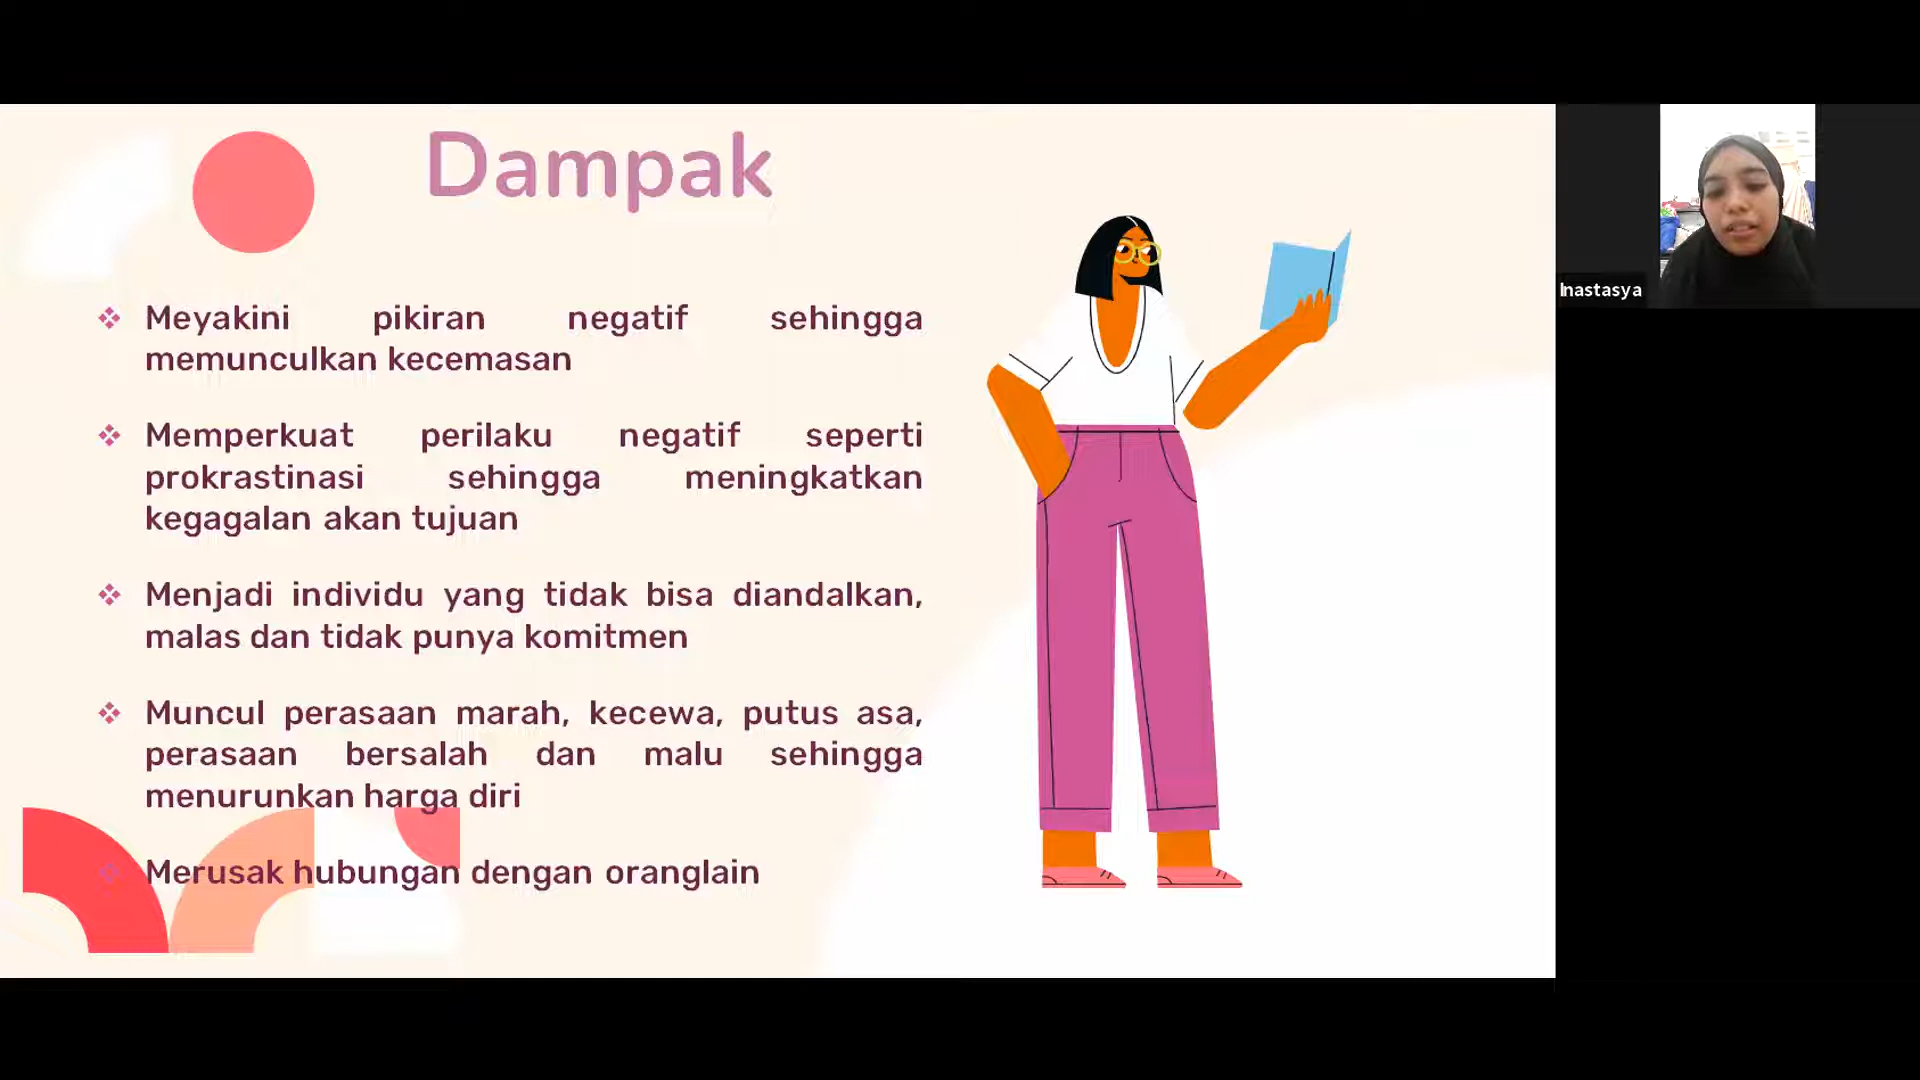 Dampak
Meyakini pikiran negatif sehingga
memunculkan kecemasan
Memperkuat perilaku negatif seperti
prokrastinasi sehingga meningkatkan
kegagalan akan tujuan
Menjadi individu yang tidak bisa diandalkan,
malas dan tidak punya komitmen
Muncul perasaan marah, kecewa, putus asa,
perasaan bersalah dan malu sehingga
menurunkan harga diri
Merusak hubungan dengan oranglain
Inastasya